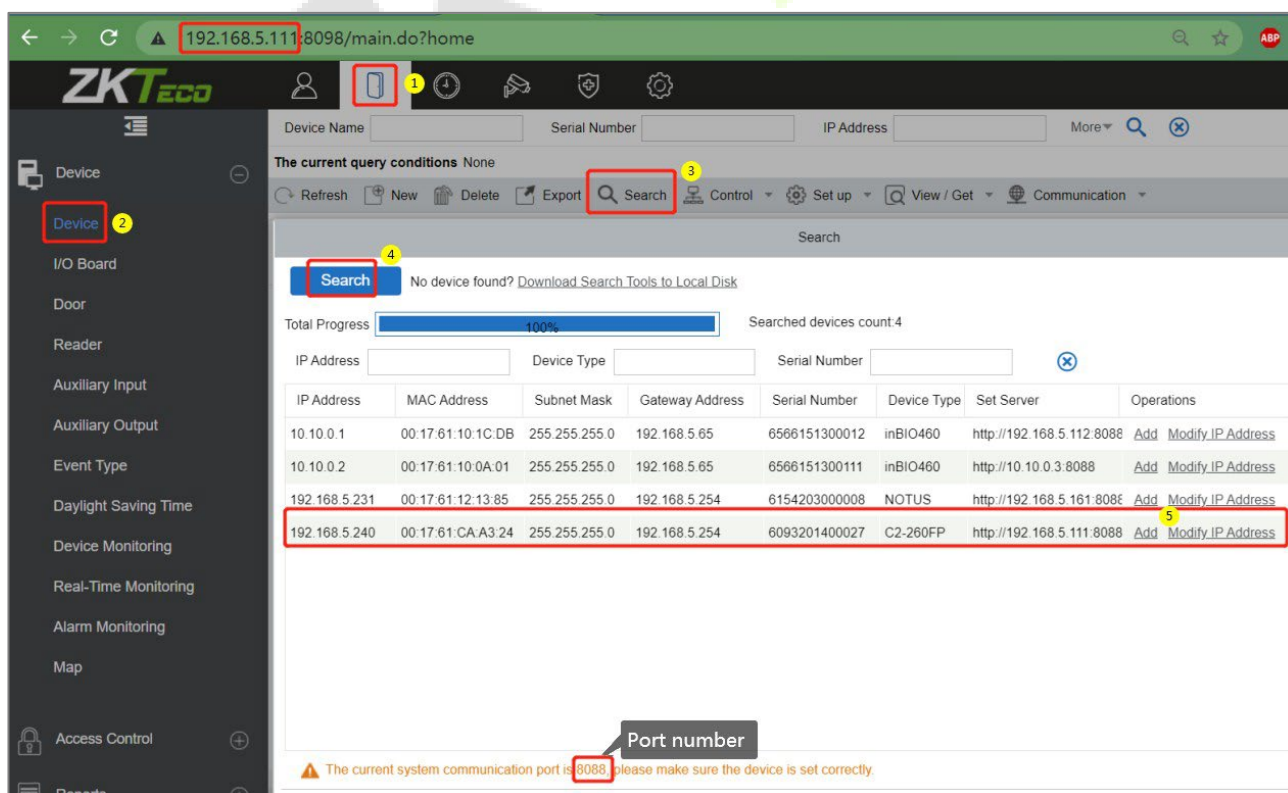 192.168.5.111:8098/main.do?home
ABP
ZKTeco
1
Device Name Serial Number IP Address More
The current query conditions None
3
Refresh New Delete Export Search Control Set up View / Get Communication
Search
4
Search No device found? Download Search Tools to Local Disk
Total Progress 100% Searched devices count:4
IP Address Device Type Serial Number
IP Address MAC Address Subnet Mask Gateway Address Serial Number Device Type Set Server Operations
10.10.0.1 00:17:61:10:1C:DB 255.255.255.0 192.168.5.65 6566151300012 inBIO460 http://192.168.5.112:8088 Add Modify IP Address
10.10.0.2 00:17:61:10:0A:01 255.255.255.0 192.168.5.65 6566151300111 inBIO460 http://10.10.0.3:8088 Add Modify IP Address
192.168.5.231 00:17:61:12:13:85 255.255.255.0 192.168.5.254 6154203000008 NOTUS http://192.168.5.161:8088 Add Modify IP Address
5
192.168.5.240 00:17:61:CA:A3:24 255.255.255.0 192.168.5.254 6093201400027 C2-260FP http://192.168.5.111:8088 Add Modify IP Address
Port number
The current system communication port is 8088, please make sure the device is set correctly.
Device
Device 2
I/O Board
Door
Reader
Auxiliary Input
Auxiliary Output
Event Type
Daylight Saving Time
Device Monitoring
Real-Time Monitoring
Alarm Monitoring
Map
Access Control
Reports